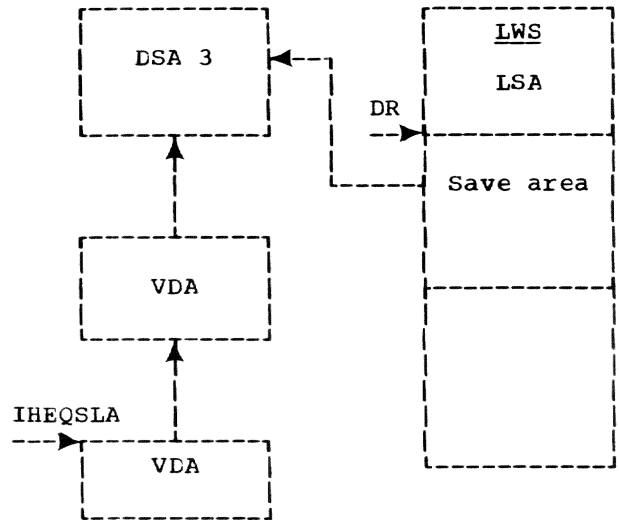 LWS
DSA 3
LSA
DR
Save area
VDA
IHEQSLA
VDA